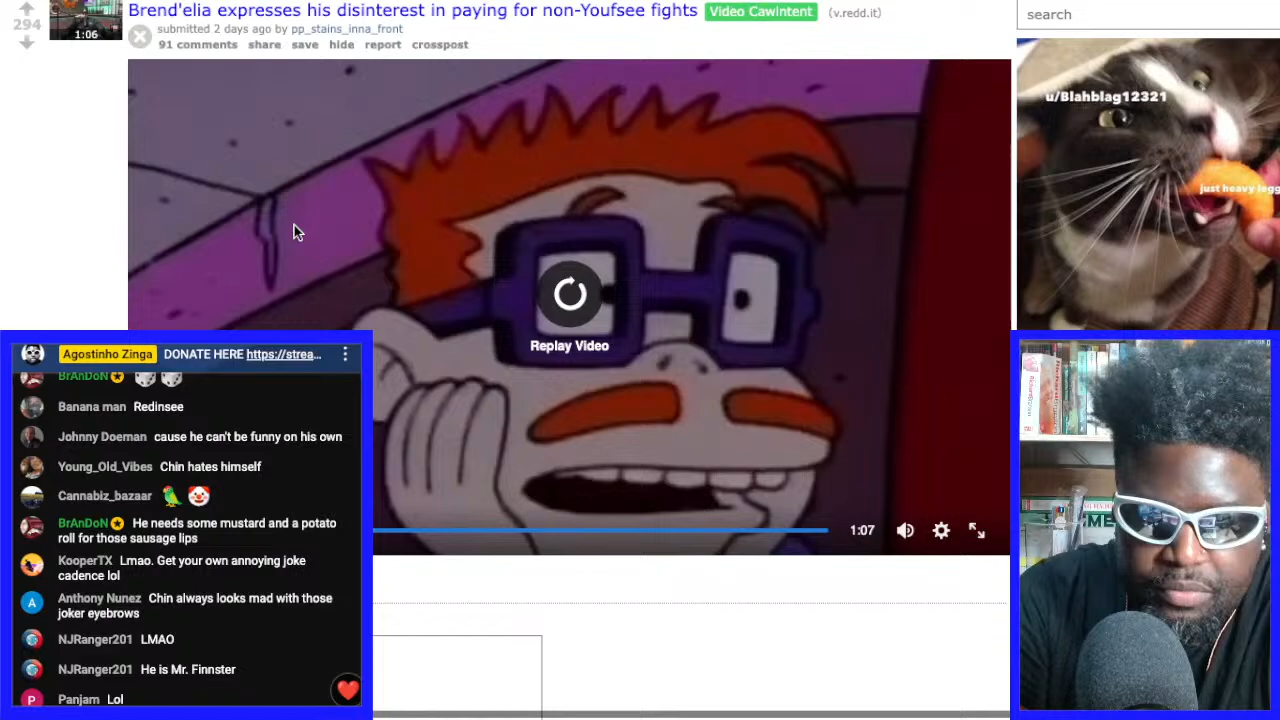 Brend'elia expresses his disinterest in paying for non-Youfsee fights Video Cawintent (v.redd.it)
294
submitted 2 days ago by pp_stains_inna_front
1:06
91 comments share save hide report crosspost
search
u/Blahblag12321
just heavy legg
Replay Video
1:07
Agostinho Zinga DONATE HERE https://strea...
BrAnDoN
Banana man Redinsee
Johnny Doeman cause he can't be funny on his own
Young_Old_Vibes Chin hates himself
Cannabiz_bazaar
BrAnDoN He needs some mustard and a potato
roll for those sausage lips
KooperTX Lmao. Get your own annoying joke
cadence lol
A
Anthony Nunez Chin always looks mad with those
joker eyebrows
NJRanger201 LMAO
NJRanger201 He is Mr. Finnster
P
Panjam Lol